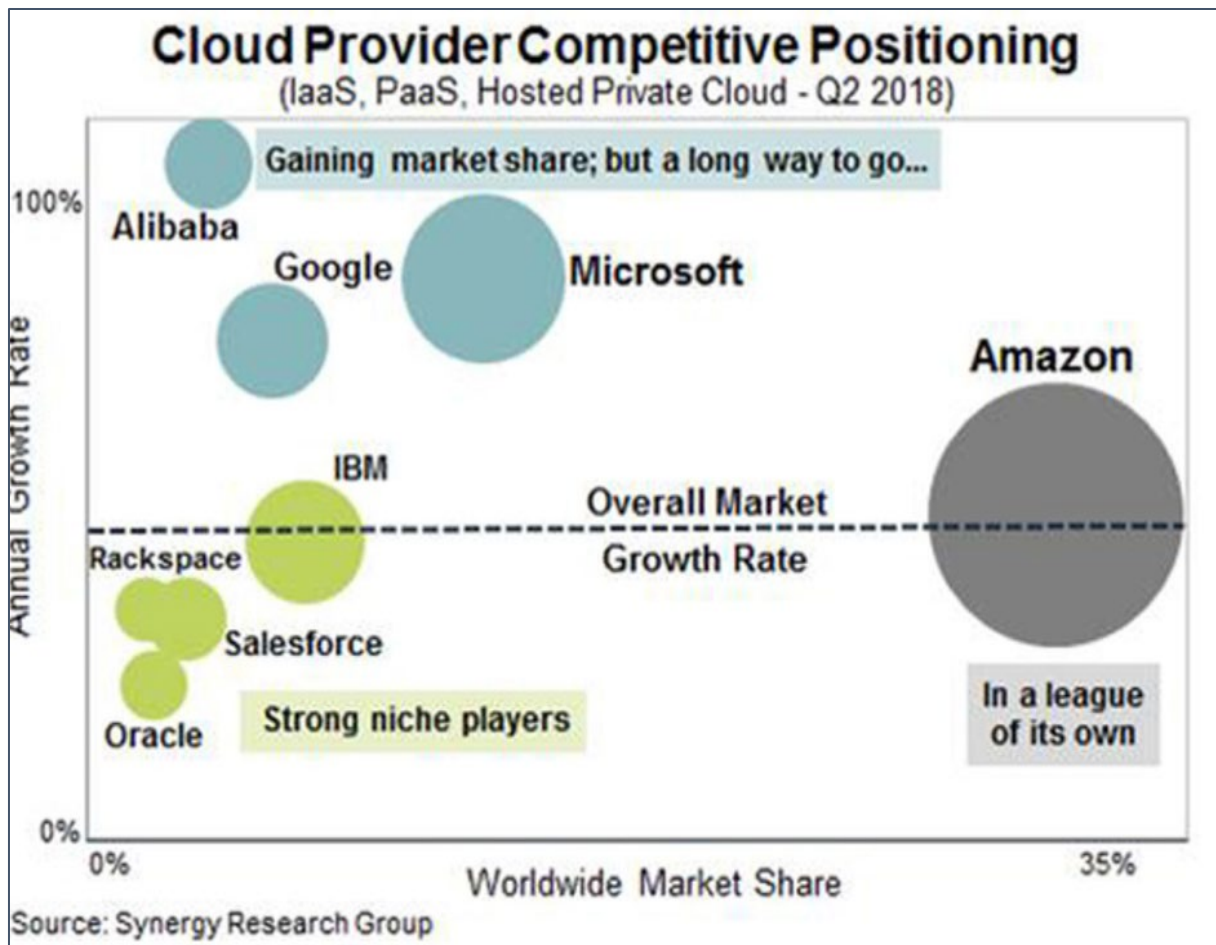 Cloud Provider Competitive Positioning
(IaaS, PaaS, Hosted Private Cloud - Q2 2018)
Gaining market share; but a long way to go...
100%
Alibaba
Google
Microsoft
Amazon
Annual Growth Rate
IBM
Overall Market
Growth Rate
Rackspace
Salesforce
Oracle
Strong niche players
In a league
of its own
0%
0%
35%
Worldwide Market Share
Source: Synergy Research Group